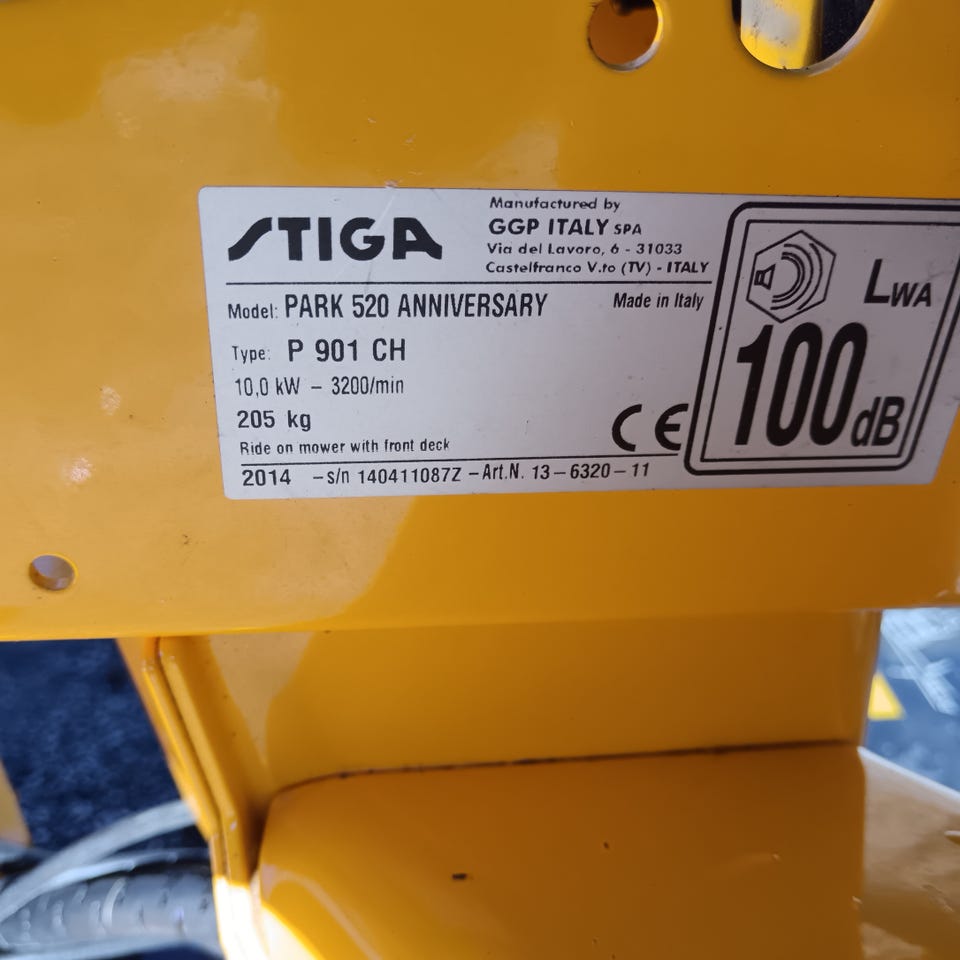 STIGA
Manufactured by
GGP ITALY SPA
Via del Lavoro, 6 - 31033
Castelfranco V.to (TV) - ITALY
Model: PARK 520 ANNIVERSARY
Made in Italy
Type: P 901 CH
10,0 kW - 3200/min
205 kg
Ride on mower with front deck
CE
2014 -s/n 140411087Z -Art.N. 13-6320-11
LWA
100 dB